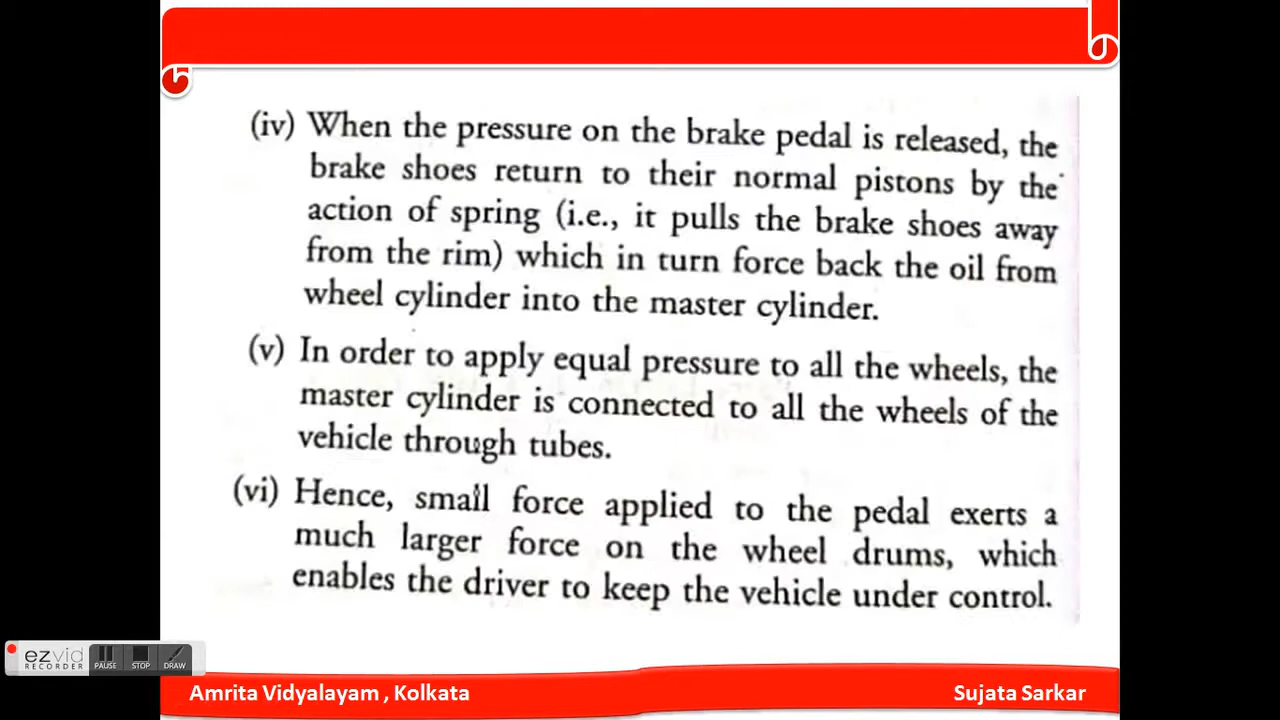 (iv) When the pressure on the brake pedal is released, the
brake shoes return to their normal pistons by the
action of spring (i.e., it pulls the brake shoes away
from the rim) which in turn force back the oil from
wheel cylinder into the master cylinder.
(v) In order to apply equal pressure to all the wheels, the
master cylinder is connected to all the wheels of the
vehicle through tubes.
(vi) Hence, small force applied to the pedal exerts a
much larger force on the wheel drums, which
enables the driver to keep the vehicle under control.
ezvid
RECORDER
PAUSE STOP DRAW
Amrita Vidyalayam , Kolkata
Sujata Sarkar